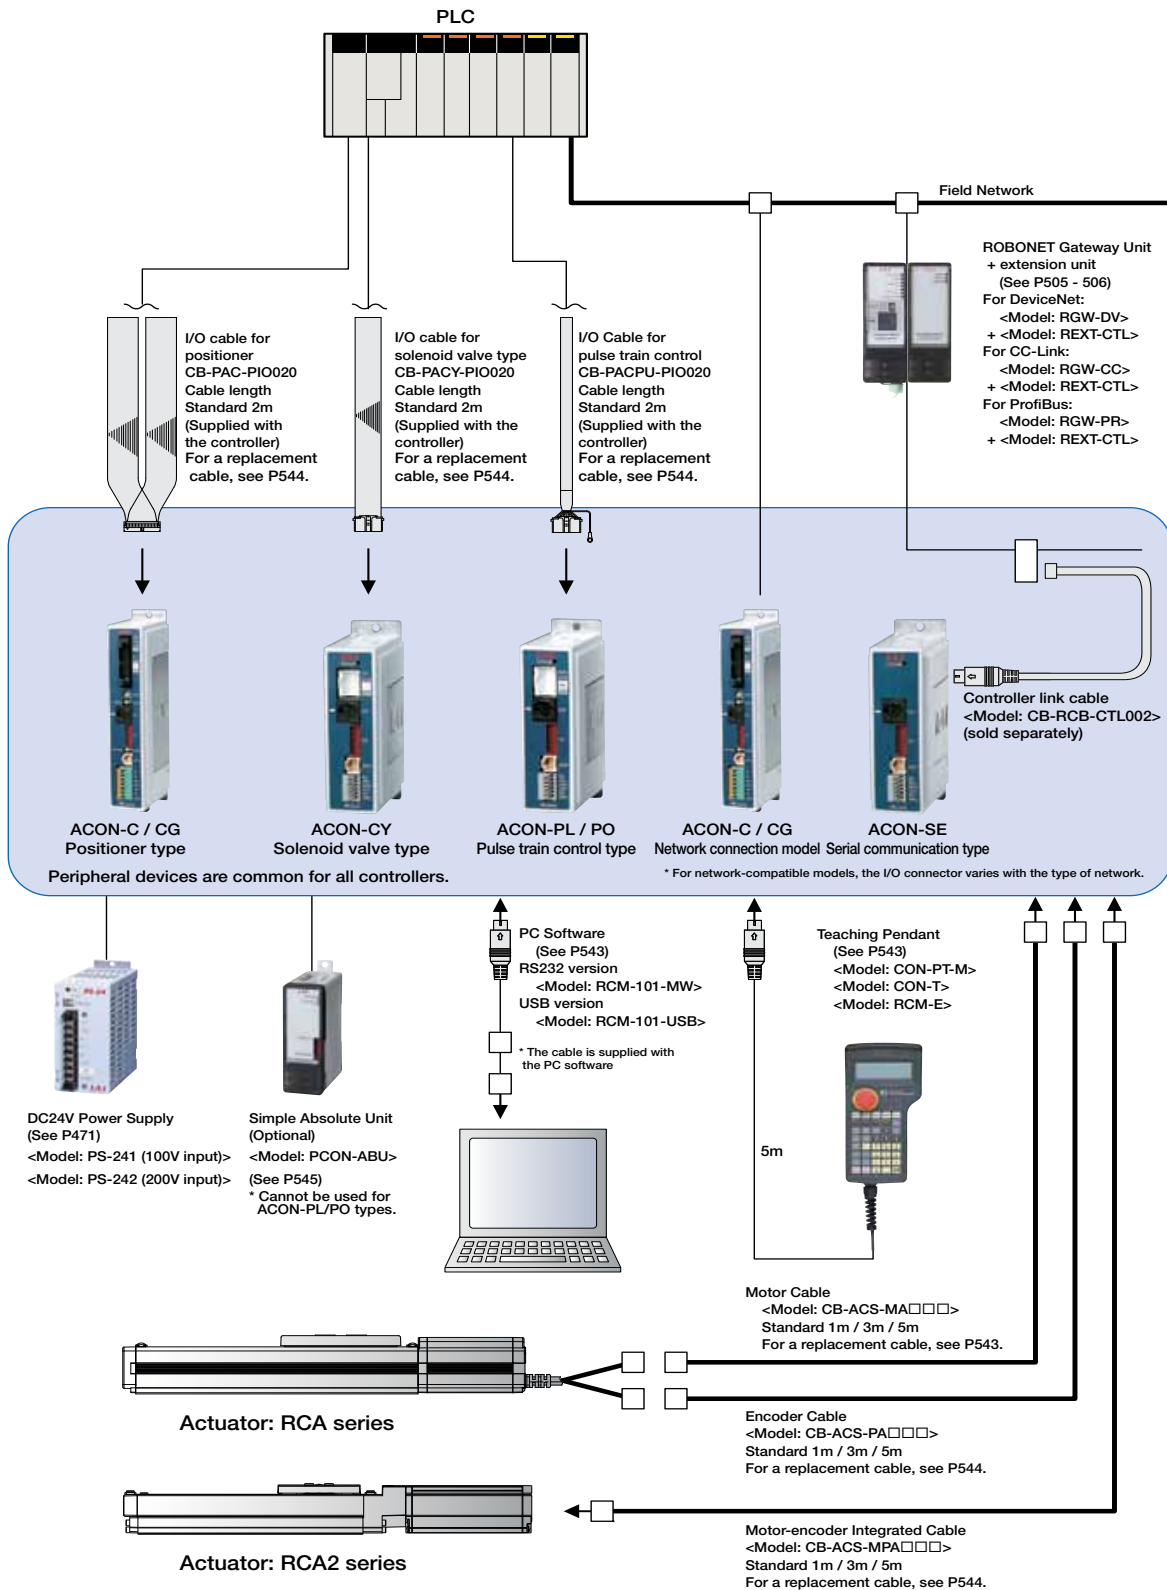 PLC
Field Network
ROBONET Gateway Unit
+ extension unit
(See P505 - 506)
For DeviceNet:
<Model: RGW-DV>
+ <Model: REXT-CTL>
For CC-Link:
<Model: RGW-CC>
+ <Model: REXT-CTL>
For ProfiBus:
<Model: RGW-PR>
+ <Model: REXT-CTL>
I/O cable for
positioner
CB-PAC-PIO020
Cable length
Standard 2m
(Supplied with
the controller)
For a replacement
cable, see P544.
I/O cable for
solenoid valve type
CB-PACY-PIO020
Cable length
Standard 2m
(Supplied with the
controller)
For a replacement
cable, see P544.
I/O Cable for
pulse train control
CB-PACPU-PIO020
Cable length
Standard 2m
(Supplied with the
controller)
For a replacement
cable, see P544.
Controller link cable
<Model: CB-RCB-CTL002>
(sold separately)
ACON-C / CG
Positioner type
ACON-CY
Solenoid valve type
ACON-PL / PO
Pulse train control type
ACON-C / CG
Network connection model
ACON-SE
Serial communication type
Peripheral devices are common for all controllers.
* For network-compatible models, the I/O connector varies with the type of network.
PS-24
DC24V Power Supply
(See P471)
<Model: PS-241 (100V input)>
<Model: PS-242 (200V input)>
Simple Absolute Unit
(Optional)
<Model: PCON-ABU>
(See P545)
* Cannot be used for
ACON-PL/PO types.
PC Software
(See P543)
RS232 version
<Model: RCM-101-MW>
USB version
<Model: RCM-101-USB>
* The cable is supplied with
the PC software
Teaching Pendant
(See P543)
<Model: CON-PT-M>
<Model: CON-T>
<Model: RCM-E>
5m
Motor Cable
<Model: CB-ACS-MA□□□>
Standard 1m / 3m / 5m
For a replacement cable, see P543.
Actuator: RCA series
Encoder Cable
<Model: CB-ACS-PA□□□>
Standard 1m / 3m / 5m
For a replacement cable, see P544.
Actuator: RCA2 series
Motor-encoder Integrated Cable
<Model: CB-ACS-MPA□□□>
Standard 1m / 3m / 5m
For a replacement cable, see P544.